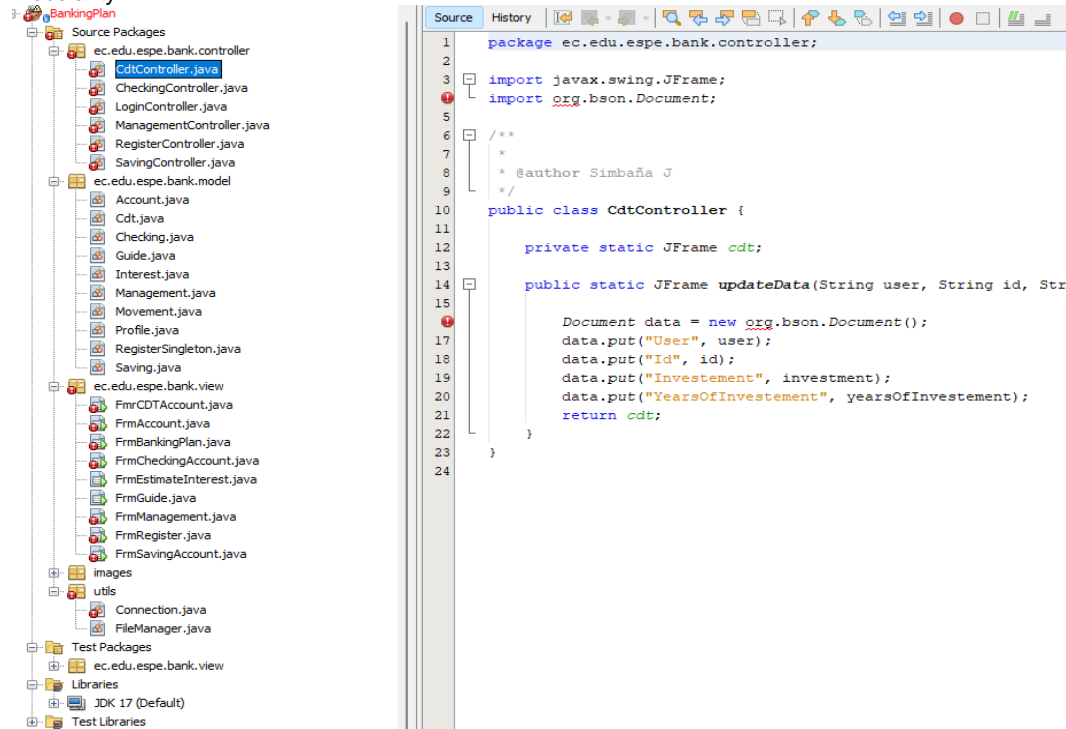 BankingPlan
Source Packages
ec.edu.espe.bank.controller
CdtController.java
CheckingController.java
LoginController.java
ManagementController.java
RegisterController.java
SavingController.java
ec.edu.espe.bank.model
Account.java
Cdt.java
Checking.java
Guide.java
Interest.java
Management.java
Movement.java
Profile.java
RegisterSingleton.java
Saving.java
ec.edu.espe.bank.view
FmrCDTAccount.java
FrmAccount.java
FrmBankingPlan.java
FrmCheckingAccount.java
FrmEstimateInterest.java
FrmGuide.java
FrmManagement.java
FrmRegister.java
FrmSavingAccount.java
images
utils
Connection.java
FileManager.java
Test Packages
ec.edu.espe.bank.view
Libraries
JDK 17 (Default)
Test Libraries
Source History
1 package ec.edu.espe.bank.controller;
2
3 import javax.swing.JFrame;
import org.bson.Document;
5
6 /**
7 *
8 * @author Simbaña J
9 */
10 public class CdtController {
11
12 private static JFrame cdt;
13
14 public static JFrame updateData(String user, String id, Str
15
Document data = new org.bson.Document();
17 data.put("User", user);
18 data.put("Id", id);
19 data.put("Investement", investment);
20 data.put("YearsOfInvestement", yearsOfInvestement);
21 return cdt;
22 }
23 }
24